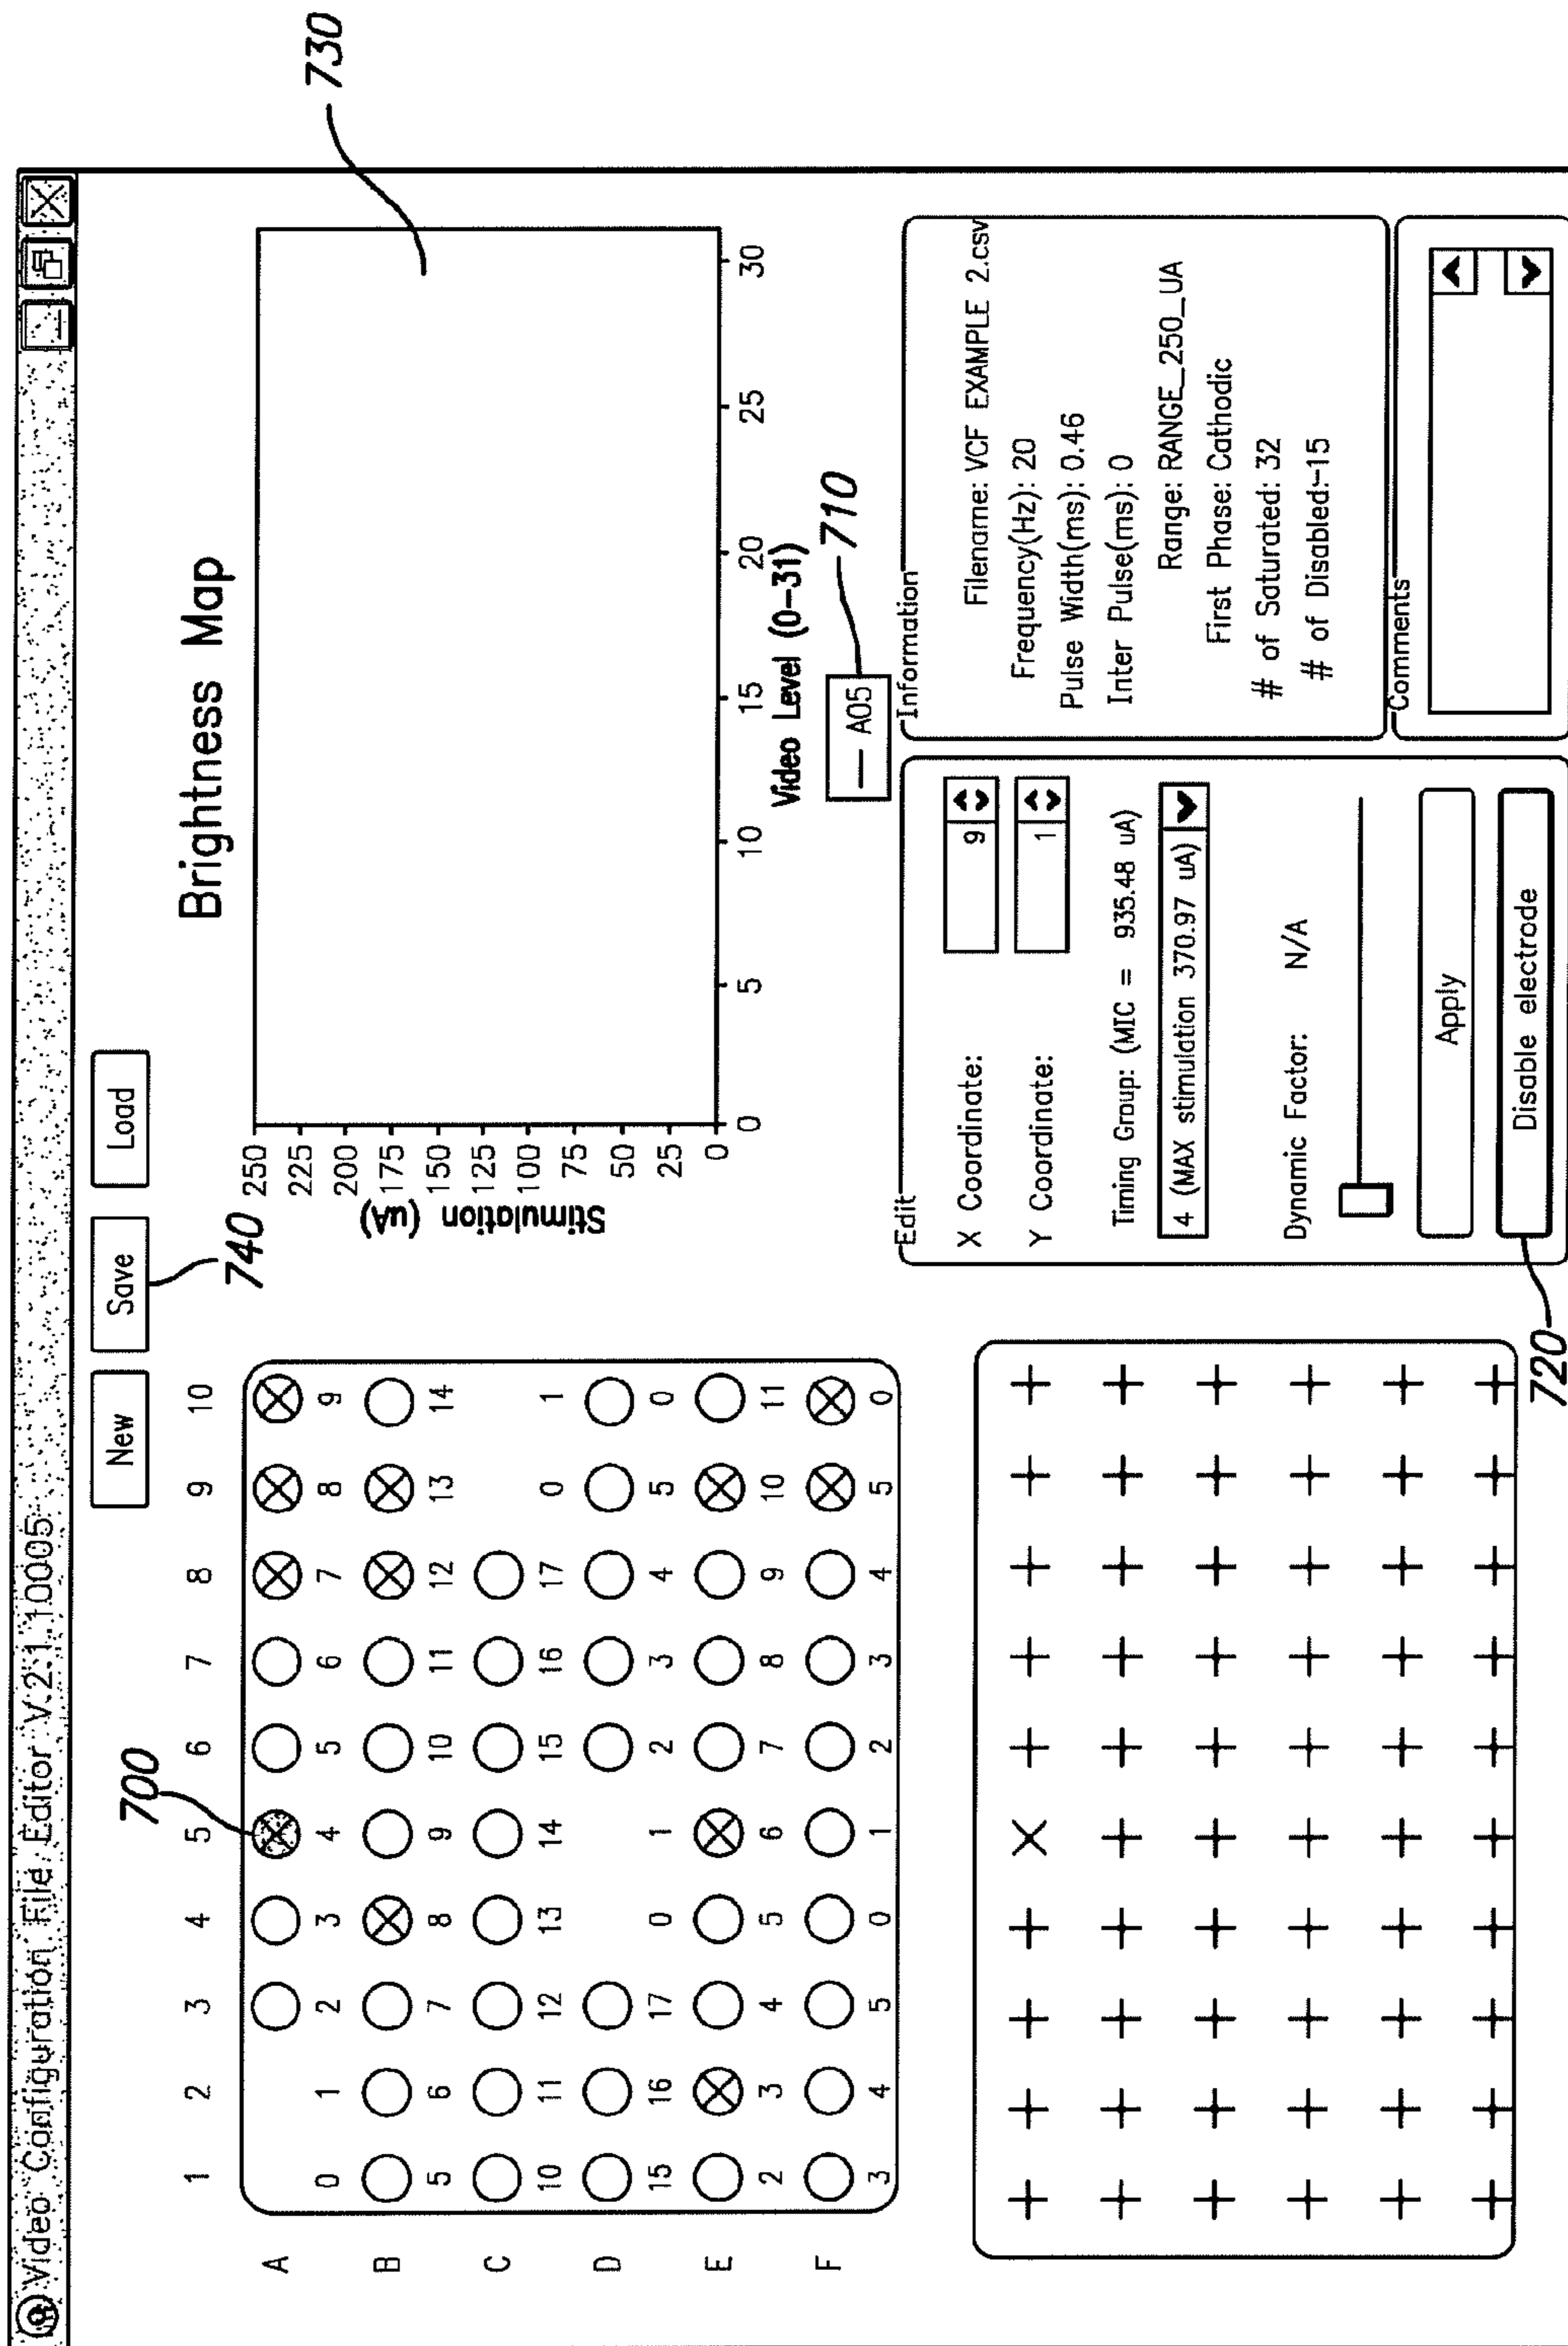 Video Configuration File Editor V.2.1.10005
New Save Load
740
700
1 2 3 4 5 6 7 8 9 10
A
0 1 2 3 4 5 6 7 8 9
B
5 6 7 8 9 10 11 12 13 14
C
10 11 12 13 14 15 16 17 0 1
D
15 16 17 0 1 2 3 4 5 0
E
2 3 4 5 6 7 8 9 10 11
F
3 4 5 0 1 2 3 4 5 0
Brightness Map
730
Stimulation (uA)
250
225
200
175
150
125
100
75
50
25
0
0 5 10 15 20 25 30
Video Level (0-31)
A05
710
Edit
X Coordinate: 9
Y Coordinate: 1
Timing Group: (MIC = 935.48 uA)
4 (MAX stimulation 370.97 uA)
Dynamic Factor: N/A
Apply
Disable electrode
720
Information
Filename: VCF EXAMPLE 2.csv
Frequency(Hz): 20
Pulse Width(ms): 0.46
Inter Pulse(ms): 0
Range: RANGE_250_UA
First Phase: Cathodic
# of Saturated: 32
# of Disabled:-15
Comments